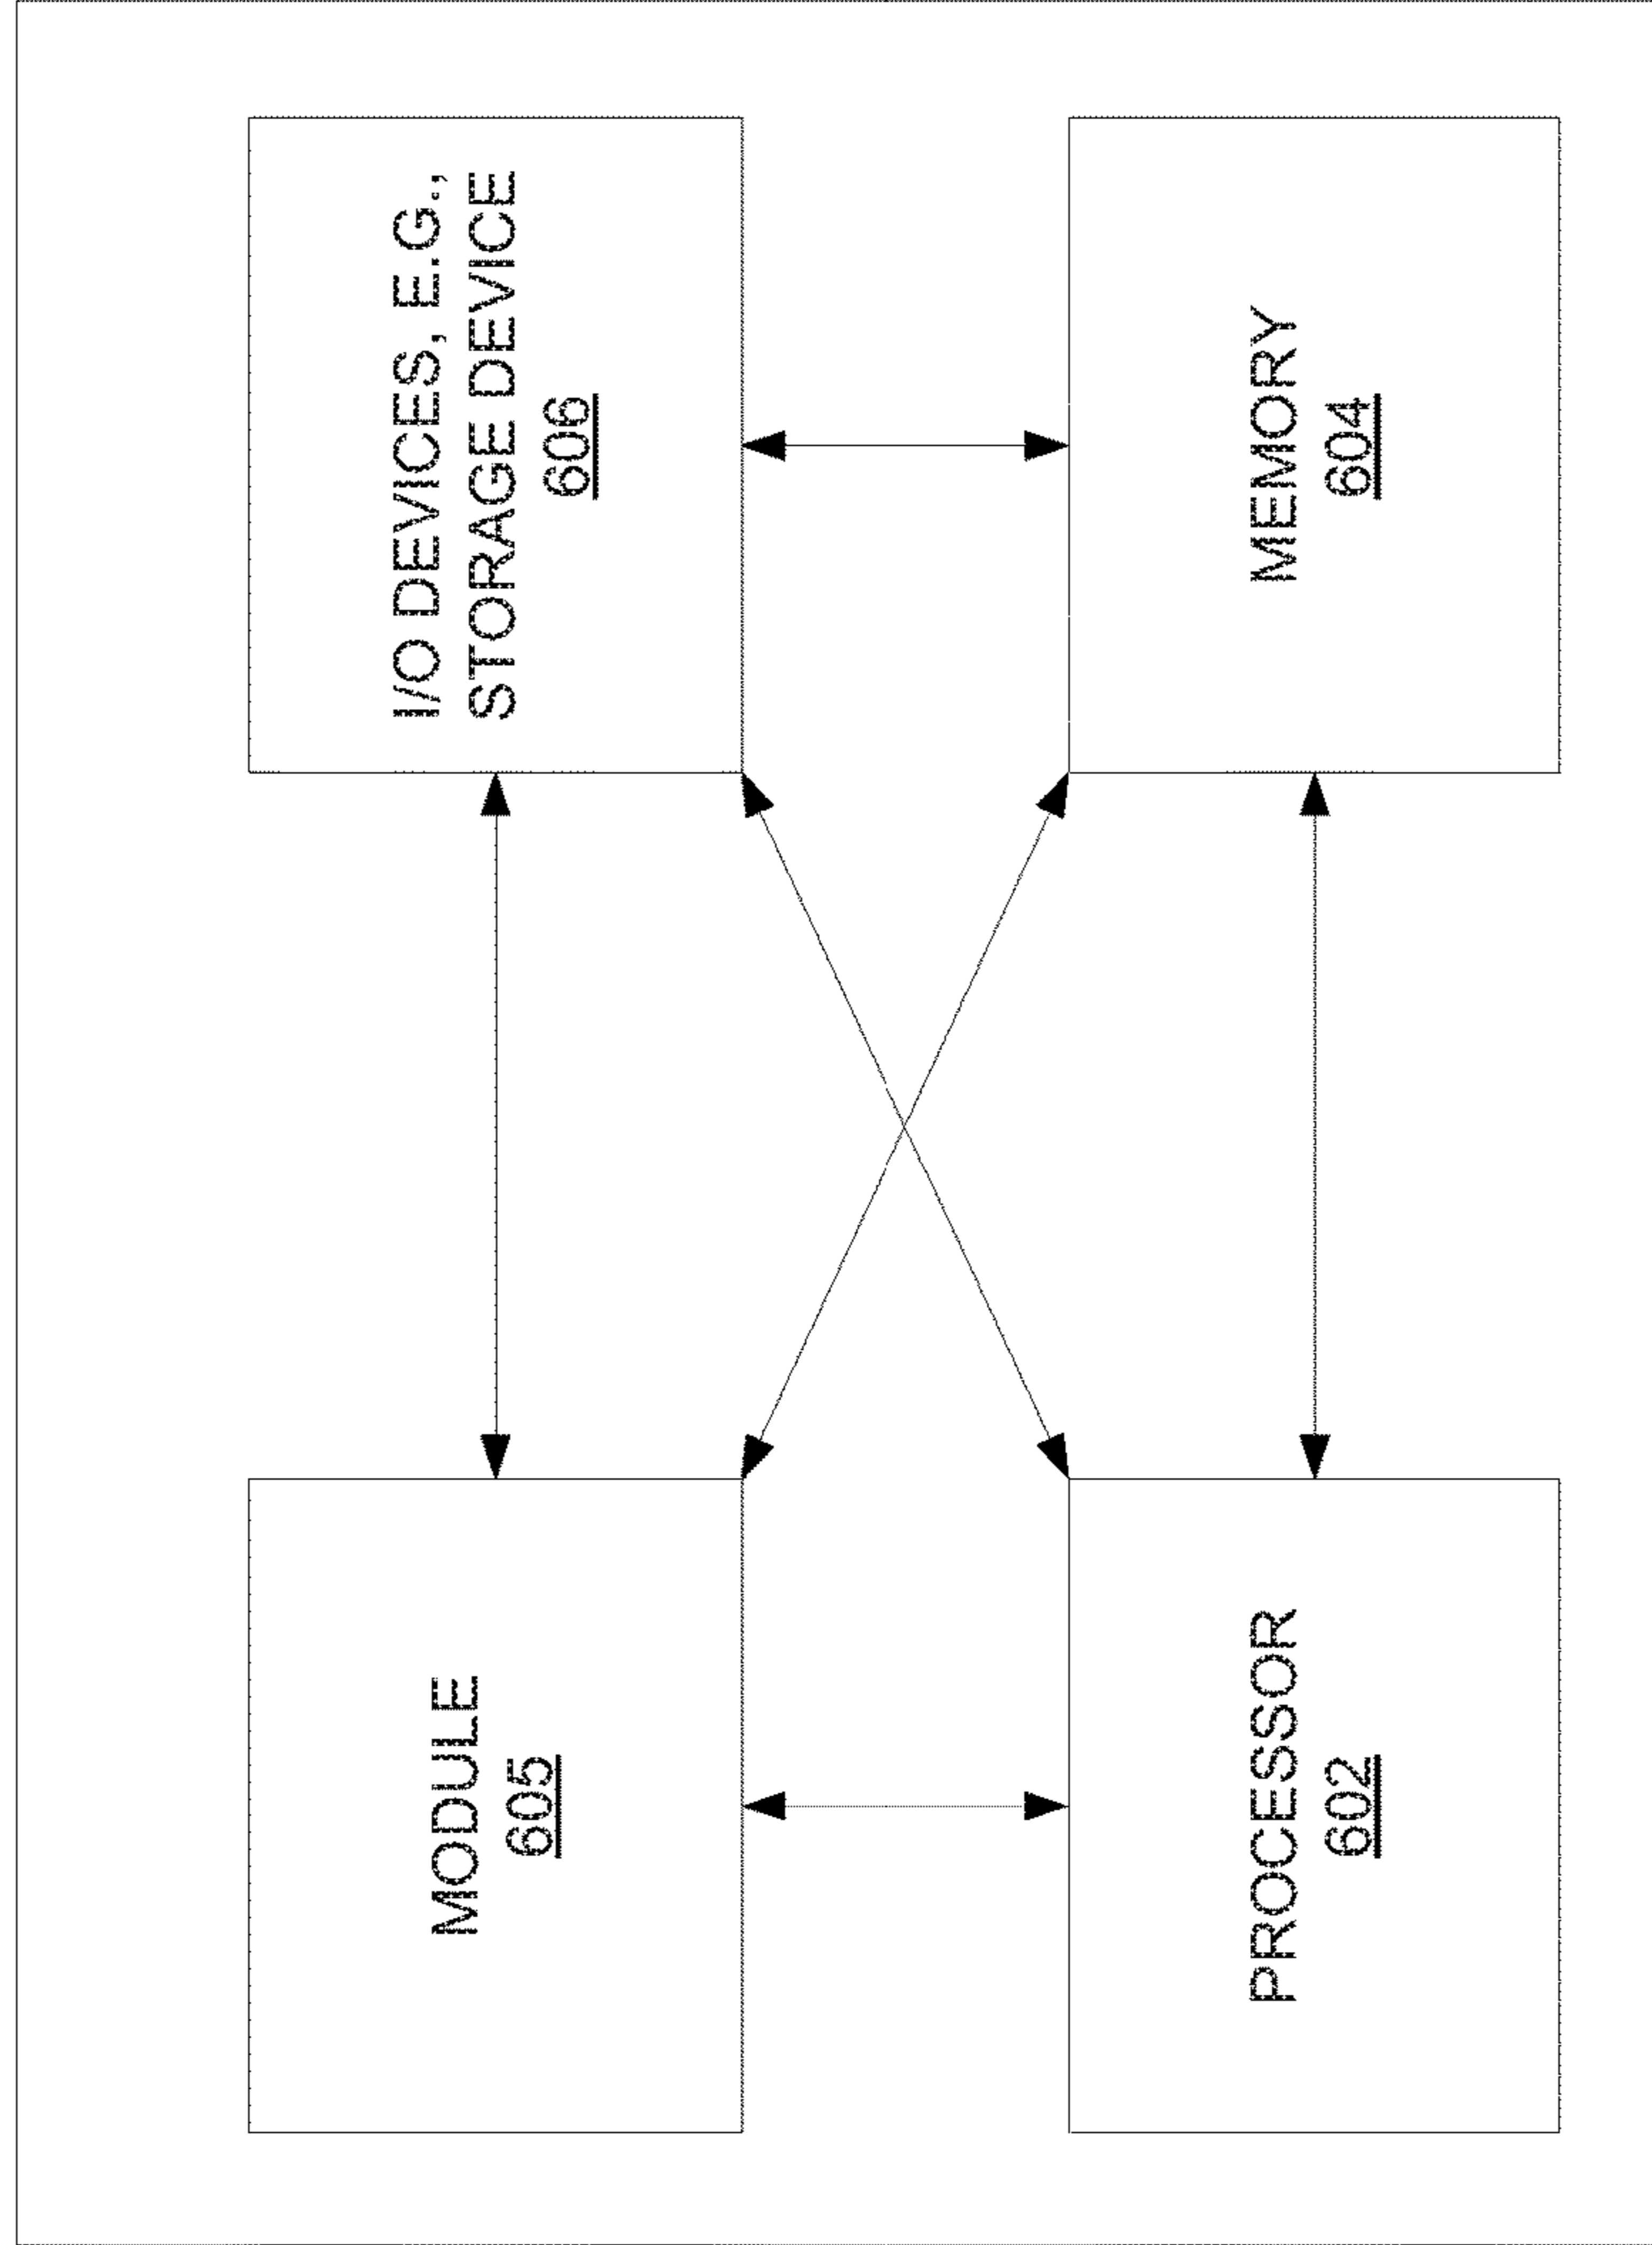 MODULE
605
I/O DEVICES, E.G.,
STORAGE DEVICE
606
PROCESSOR
602
MEMORY
604